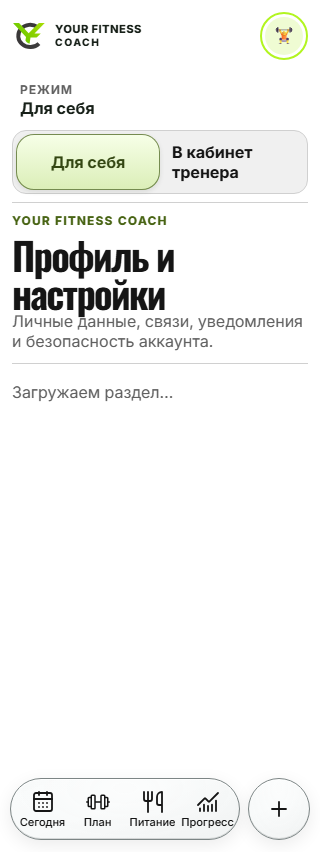 YOUR FITNESS
COACH
РЕЖИМ
Для себя
Для себя
В кабинет
тренера
YOUR FITNESS COACH
Профиль и
настройки
Личные данные, связи, уведомления
и безопасность аккаунта.
Загружаем раздел...
Сегодня
План
Питание
Прогресс